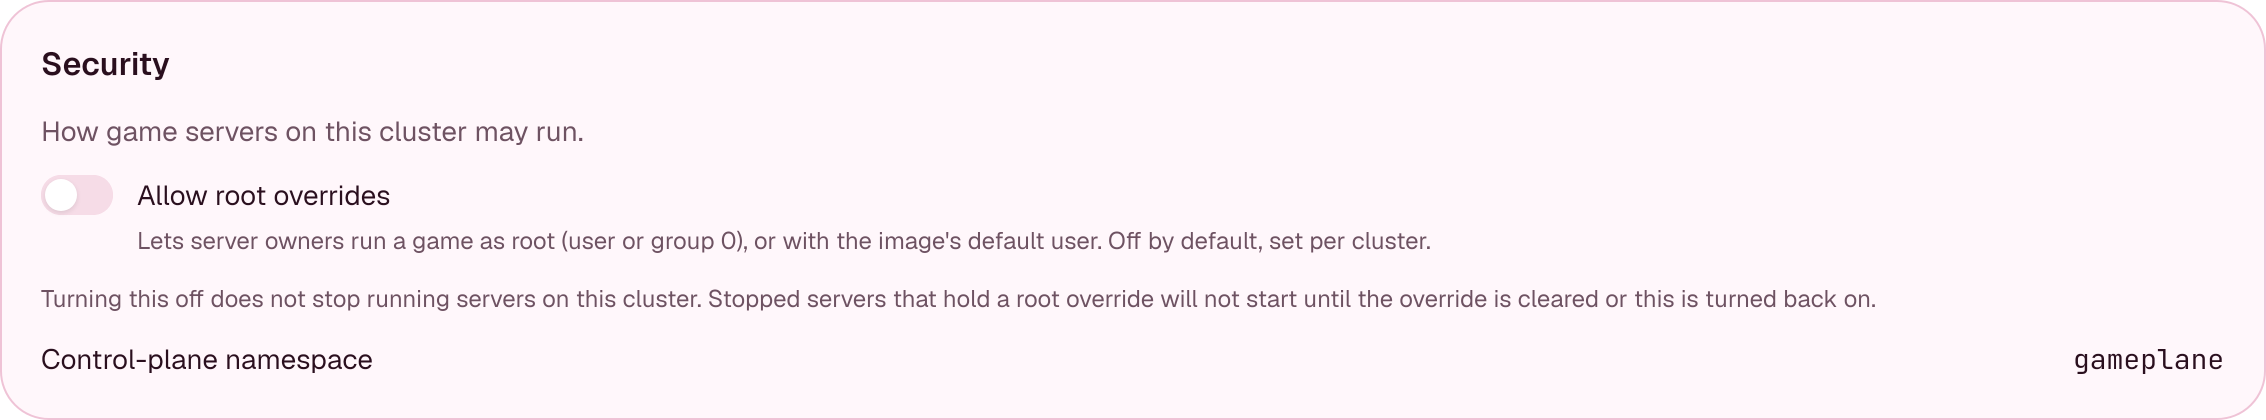 Security
How game servers on this cluster may run.
Allow root overrides
Lets server owners run a game as root (user or group 0), or with the image's default user. Off by default, set per cluster.
Turning this off does not stop running servers on this cluster. Stopped servers that hold a root override will not start until the override is cleared or this is turned back on.
Control-plane namespace gameplane